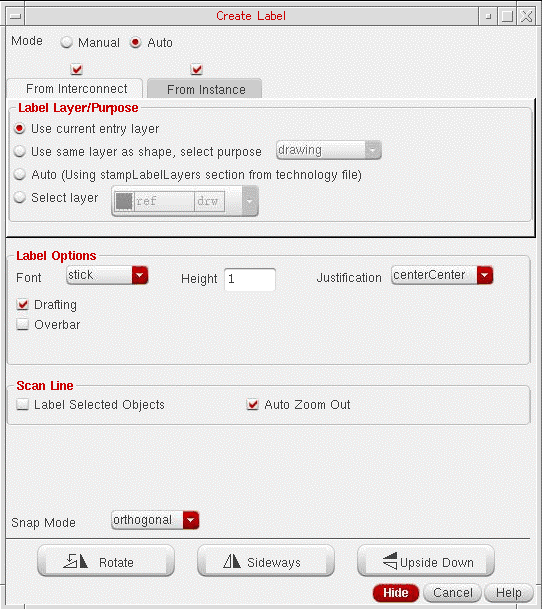 Create Label
Mode Manual Auto
From Interconnect From Instance
Label Layer/Purpose
Use current entry layer
Use same layer as shape, select purpose drawing
Auto (Using stampLabelLayers section from technology file)
Select layer ref drw
Label Options
Font stick Height 1 Justification centerCenter
Drafting
Overbar
Scan Line
Label Selected Objects Auto Zoom Out
Snap Mode orthogonal
Rotate Sideways Upside Down
Hide Cancel Help